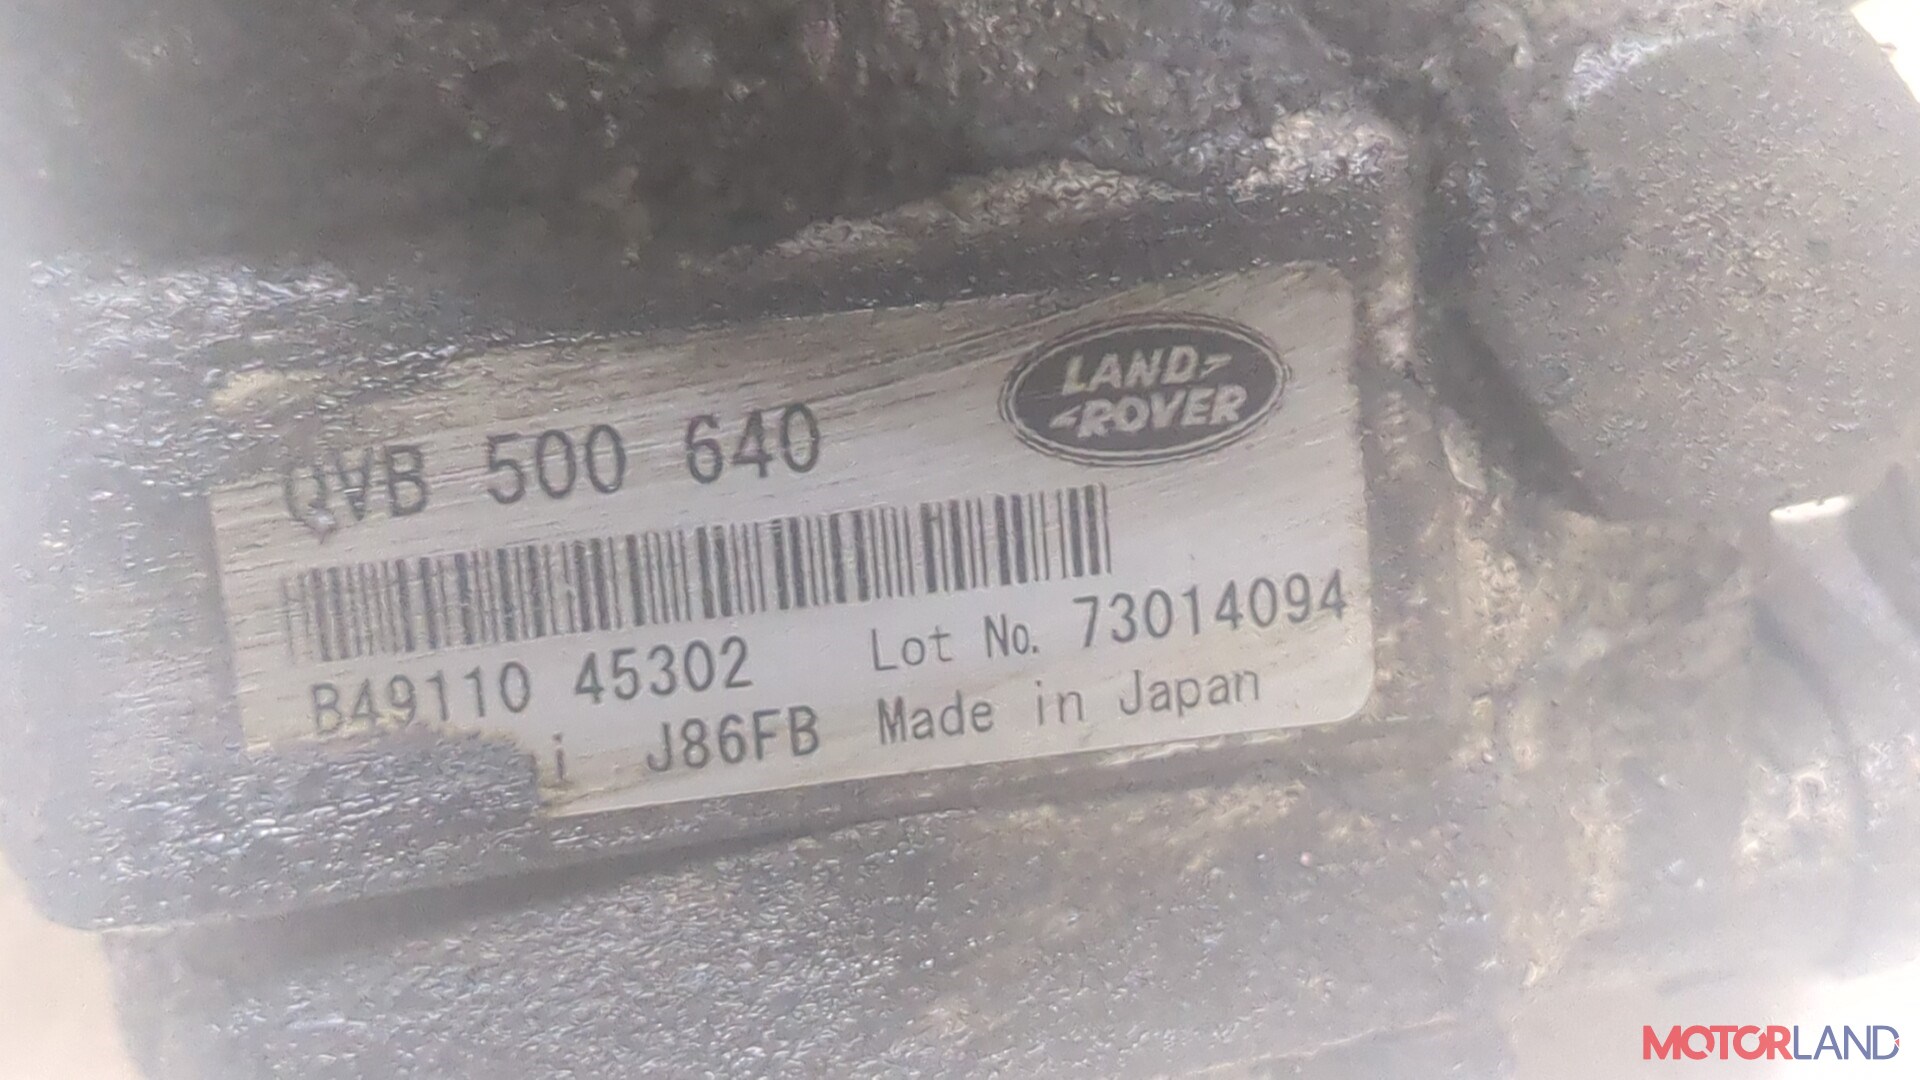 LAND
ROVER
QVB 500 640
B49110 45302 Lot No. 73014094
J86FB Made in Japan
MOTORLAND